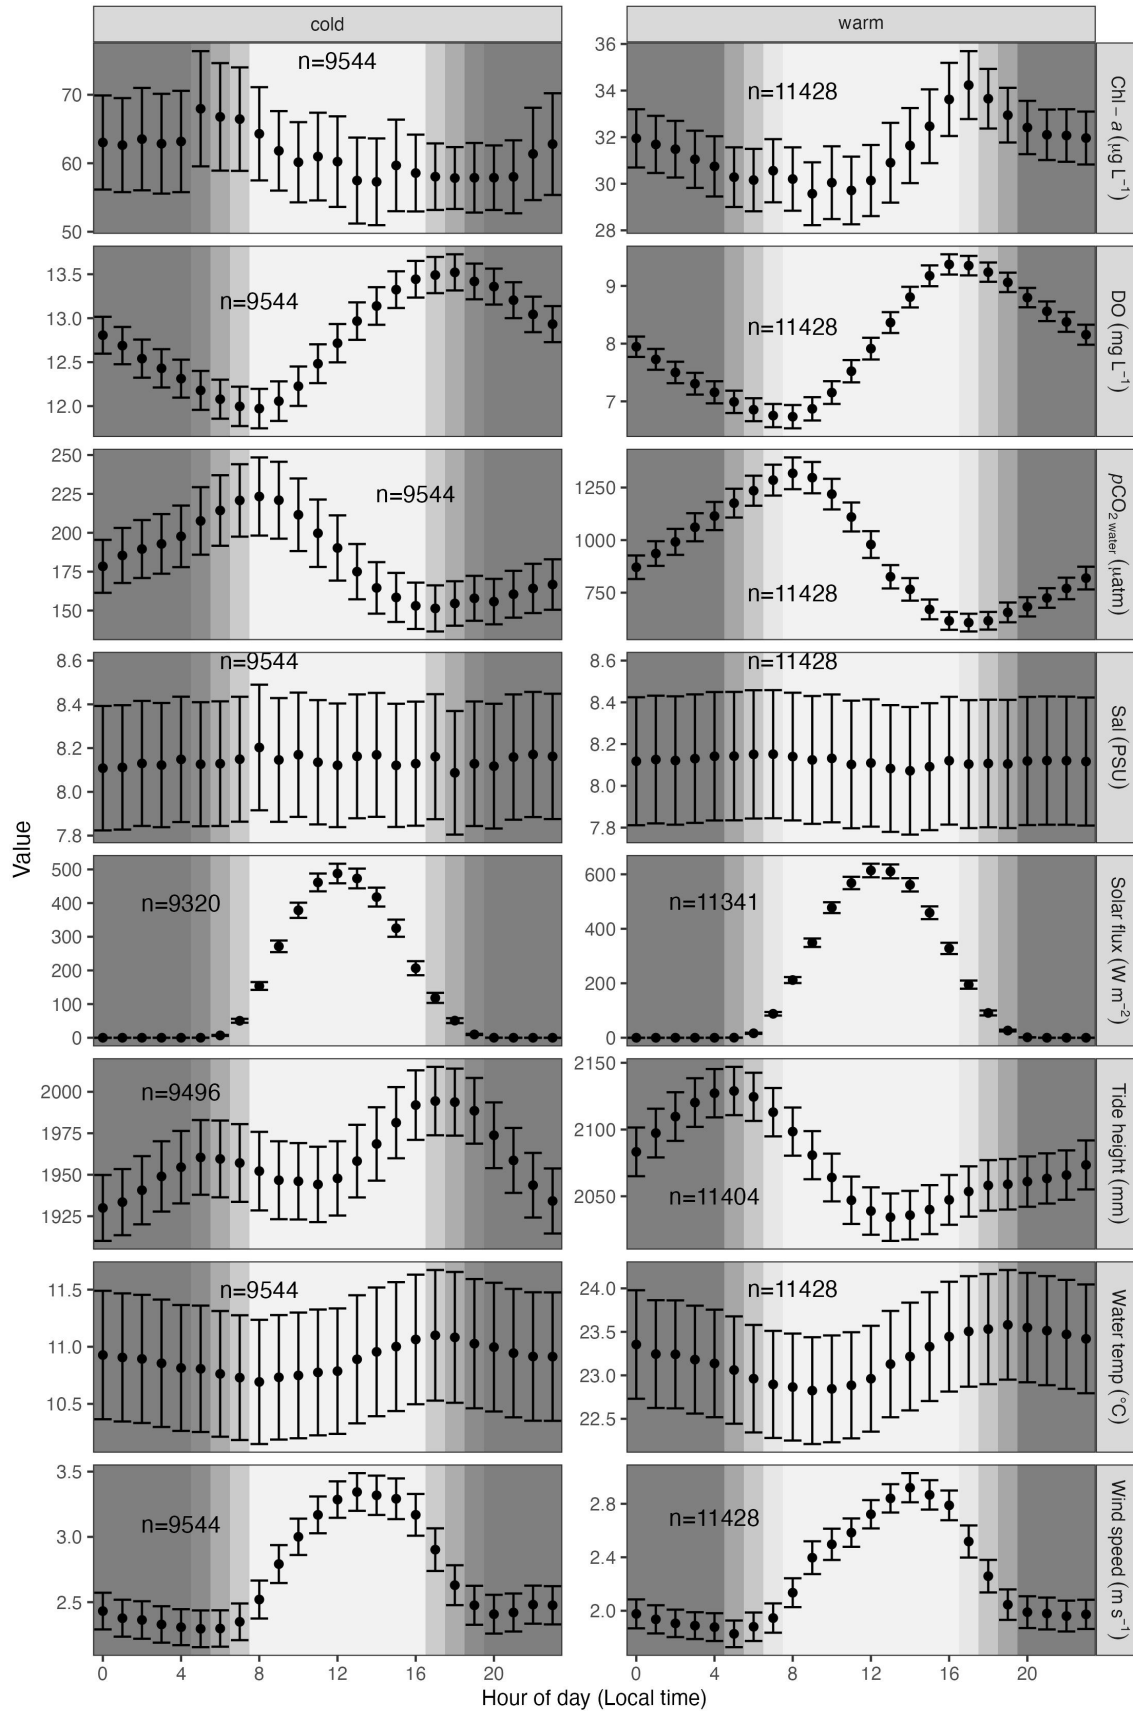 cold
warm
n=9544
n=11428
70
60
50
36
34
32
30
28
Chl−a (μg L−1)
n=9544
n=11428
13.5
13.0
12.5
12.0
9
8
7
DO (mg L−1)
n=9544
n=11428
250
225
200
175
150
1250
1000
750
pCO2 water (μatm)
n=9544
n=11428
8.6
8.4
8.2
8.0
7.8
8.6
8.4
8.2
8.0
7.8
Sal (PSU)
n=9320
n=11341
500
400
300
200
100
0
600
400
200
0
Solar flux (W m−2)
n=9496
n=11404
2000
1975
1950
1925
2150
2100
2050
Tide height (mm)
n=9544
n=11428
11.5
11.0
10.5
24.0
23.5
23.0
22.5
Water temp (°C)
n=9544
n=11428
3.5
3.0
2.5
2.8
2.4
2.0
Wind speed (m s−1)
Value
0 4 8 12 16 20
0 4 8 12 16 20
Hour of day (Local time)